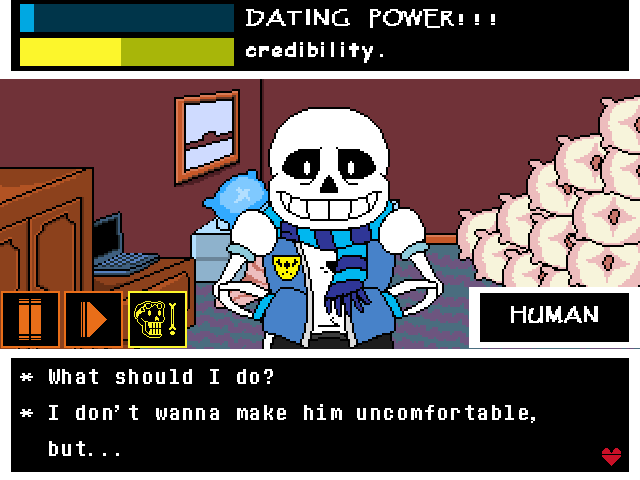 DATING POWER!!!
credibility.
HUMAN
* What should I do?
* I don't wanna make him uncomfortable,
but...